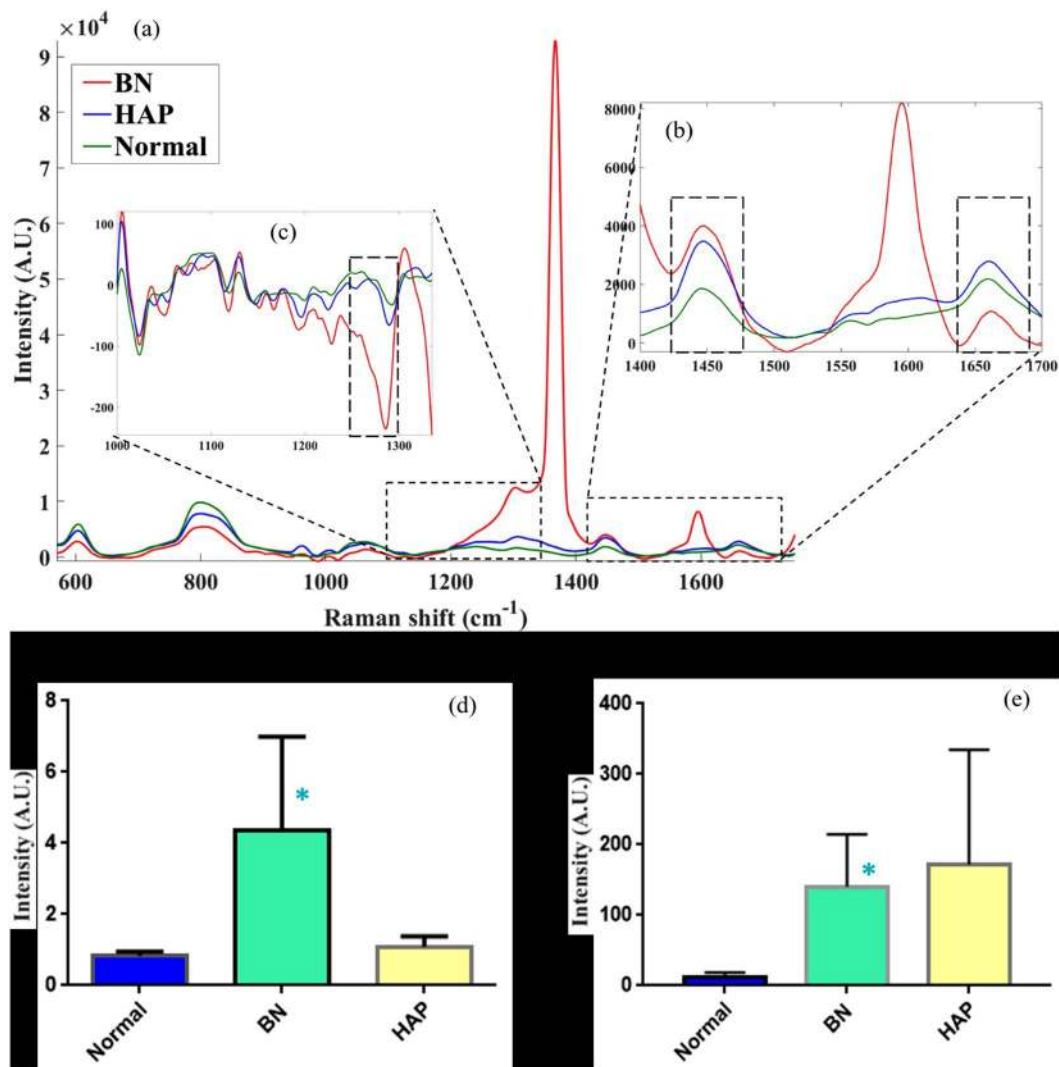 ×10⁴
(a)
9
8
7
6
5
4
3
2
1
0
Intensity (A.U.)
BN
HAP
Normal
600
800
1000
1200
1400
1600
Raman shift (cm⁻¹)
(b)
8000
6000
4000
2000
0
1400
1450
1500
1550
1600
1650
1700
(c)
100
0
-100
-200
1000
1100
1200
1300
(d)
8
6
4
2
0
Intensity (A.U.)
*
Normal
BN
HAP
(e)
400
300
200
100
0
Intensity (A.U.)
*
Normal
BN
HAP